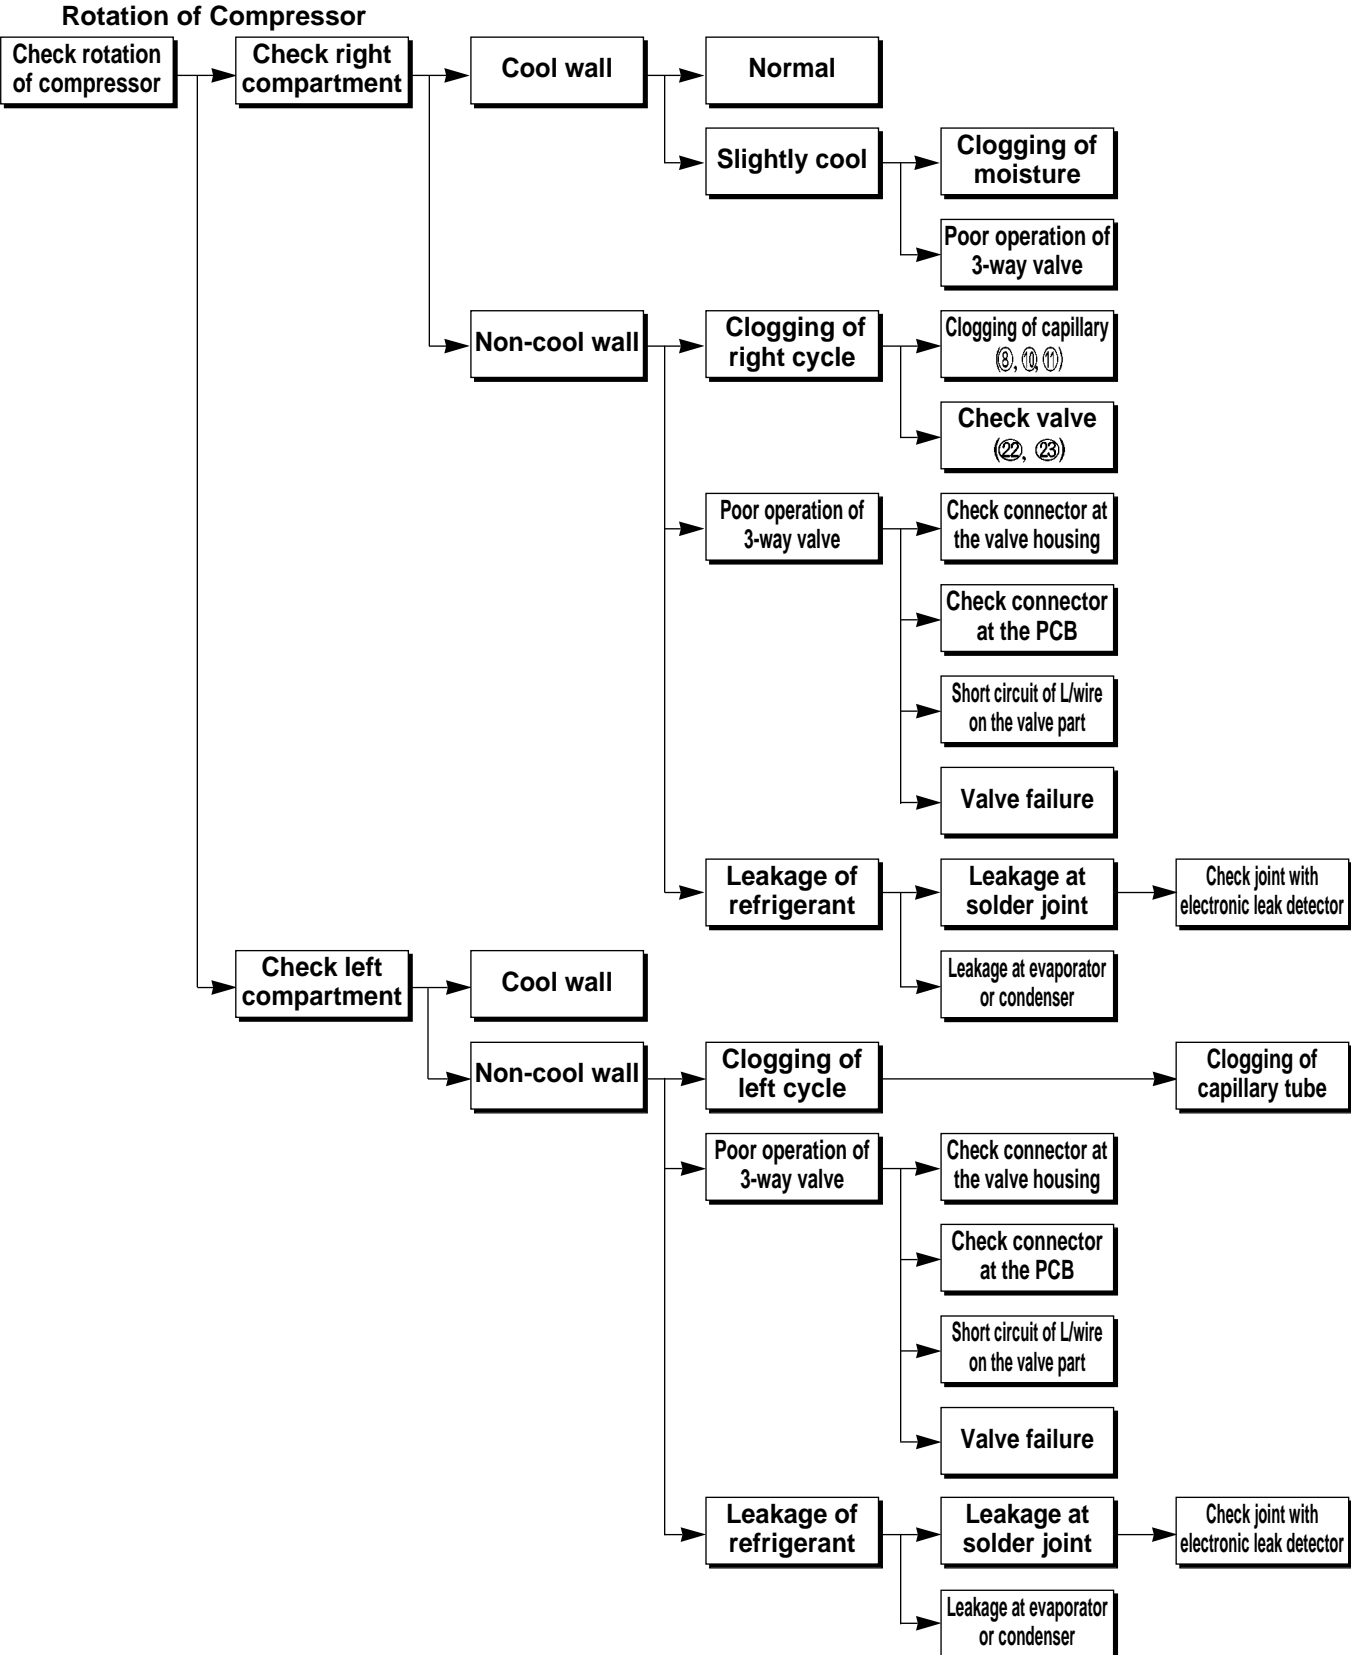 Rotation of Compressor
Check rotation
of compressor
Check right
compartment
Cool wall
Normal
Slightly cool
Clogging of
moisture
Poor operation of
3-way valve
Non-cool wall
Clogging of
right cycle
Clogging of capillary
(⑧, ⑩, ⑪)
Check valve
(㉒, ㉓)
Poor operation of
3-way valve
Check connector at
the valve housing
Check connector
at the PCB
Short circuit of L/wire
on the valve part
Valve failure
Leakage of
refrigerant
Leakage at
solder joint
Check joint with
electronic leak detector
Leakage at evaporator
or condenser
Check left
compartment
Cool wall
Non-cool wall
Clogging of
left cycle
Clogging of
capillary tube
Poor operation of
3-way valve
Check connector at
the valve housing
Check connector
at the PCB
Short circuit of L/wire
on the valve part
Valve failure
Leakage of
refrigerant
Leakage at
solder joint
Check joint with
electronic leak detector
Leakage at evaporator
or condenser